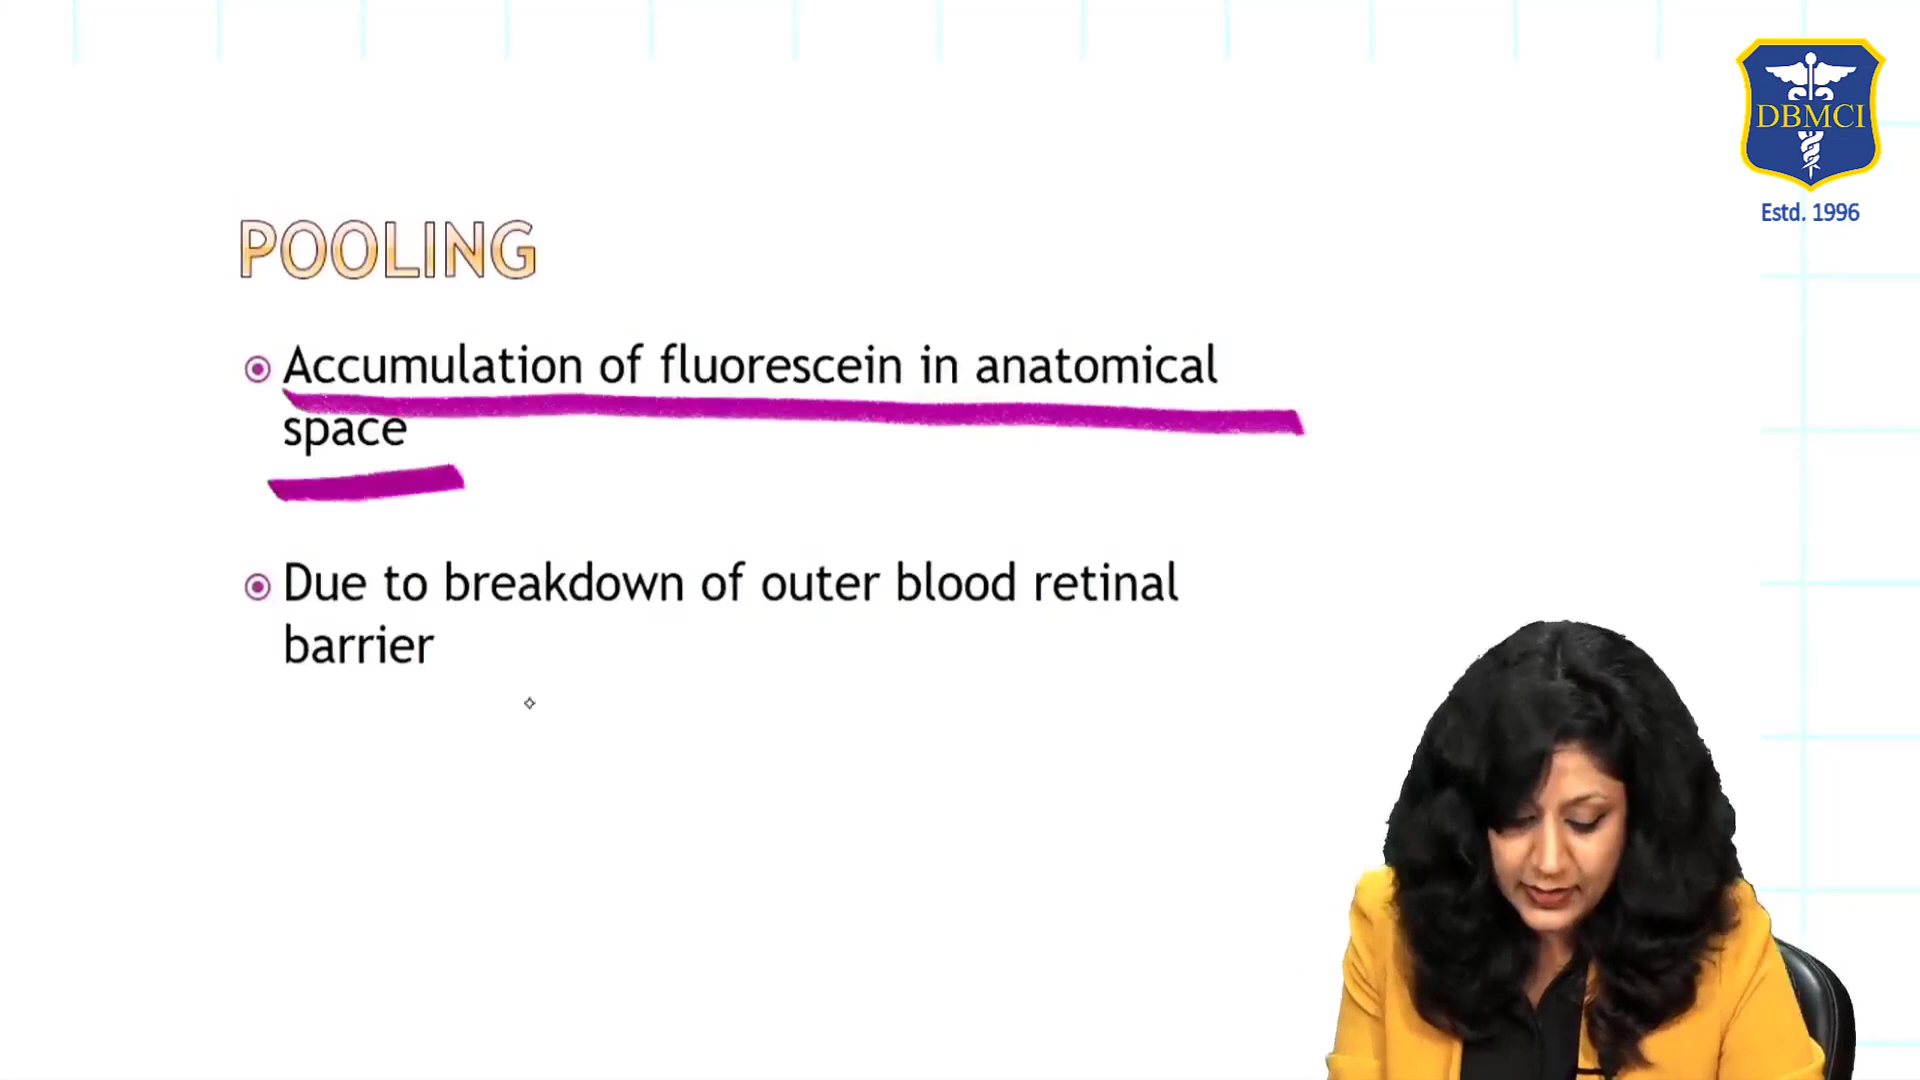 DBMCI
Estd. 1996
POOLING
Accumulation of fluorescein in anatomical
space
Due to breakdown of outer blood retinal
barrier